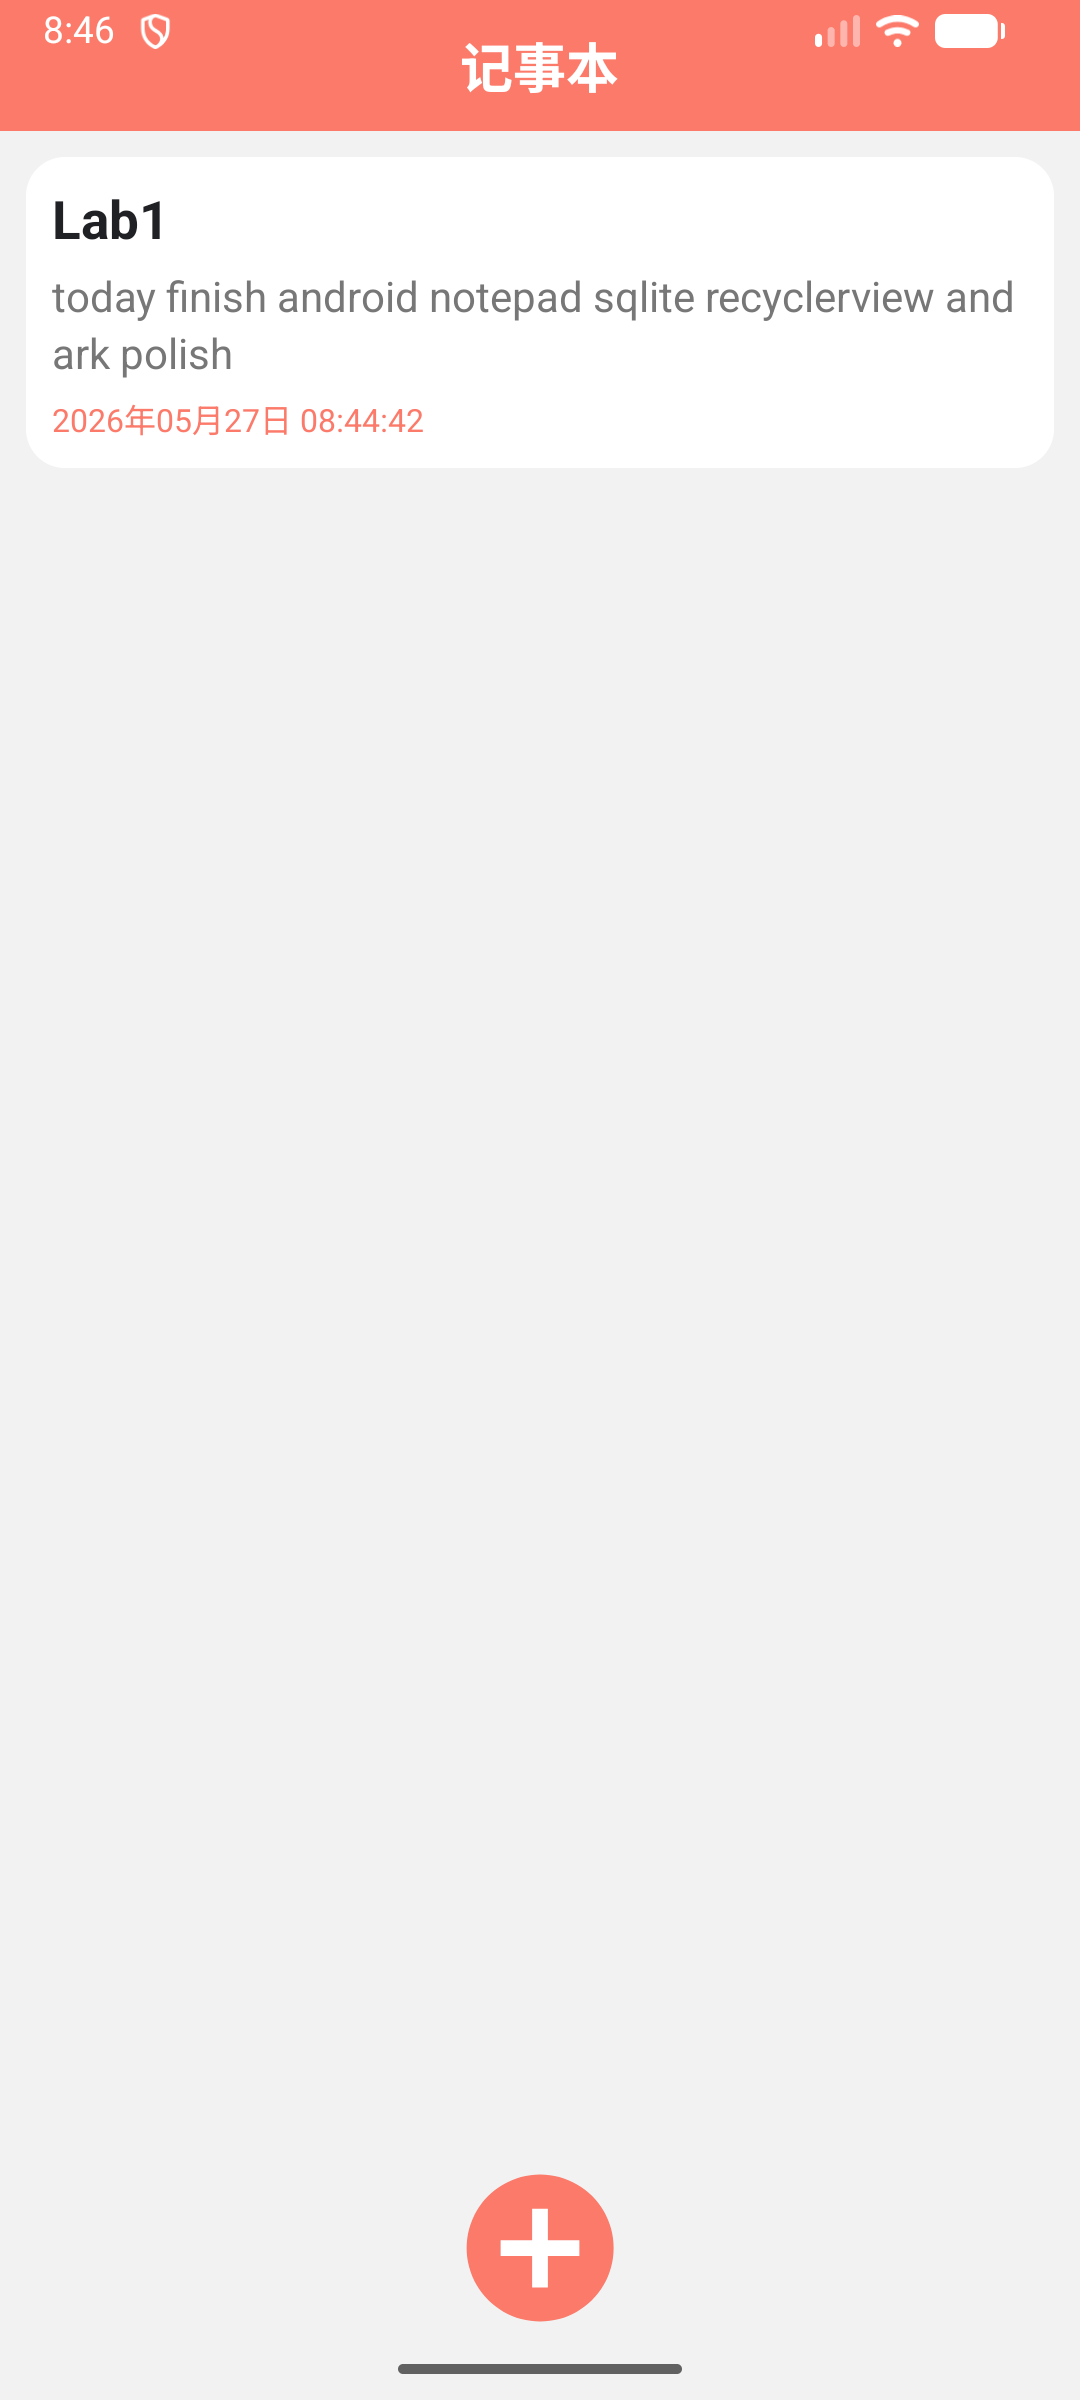 8:46
记事本
Lab1
today finish android notepad sqlite recyclerview and
ark polish
2026年05月27日 08:44:42